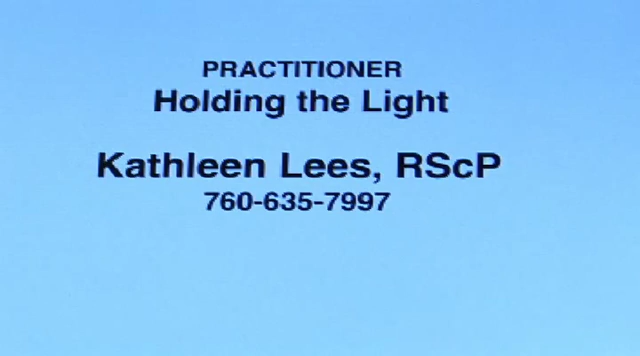 PRACTITIONER
Holding the Light
Kathleen Lees, RScP
760-635-7997